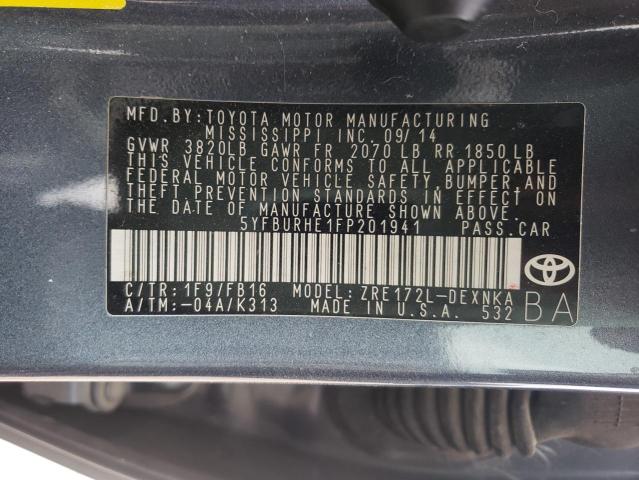 MFD.BY:TOYOTA MOTOR MANUFACTURING
MISSISSIPPI INC. 09/14
GVWR 3820LB GAWR FR 2070 LB RR 1850 LB
THIS VEHICLE CONFORMS TO ALL APPLICABLE
FEDERAL MOTOR VEHICLE SAFETY, BUMPER, AND
THEFT PREVENTION STANDARDS IN EFFECT ON
THE DATE OF MANUFACTURE SHOWN ABOVE.
5YFBURHE1FP201941 PASS.CAR
C/TR:1F9/FB16 MODEL:ZRE172L-DEXNKA
A/TM:-04A/K313 MADE IN U.S.A. 532
BA